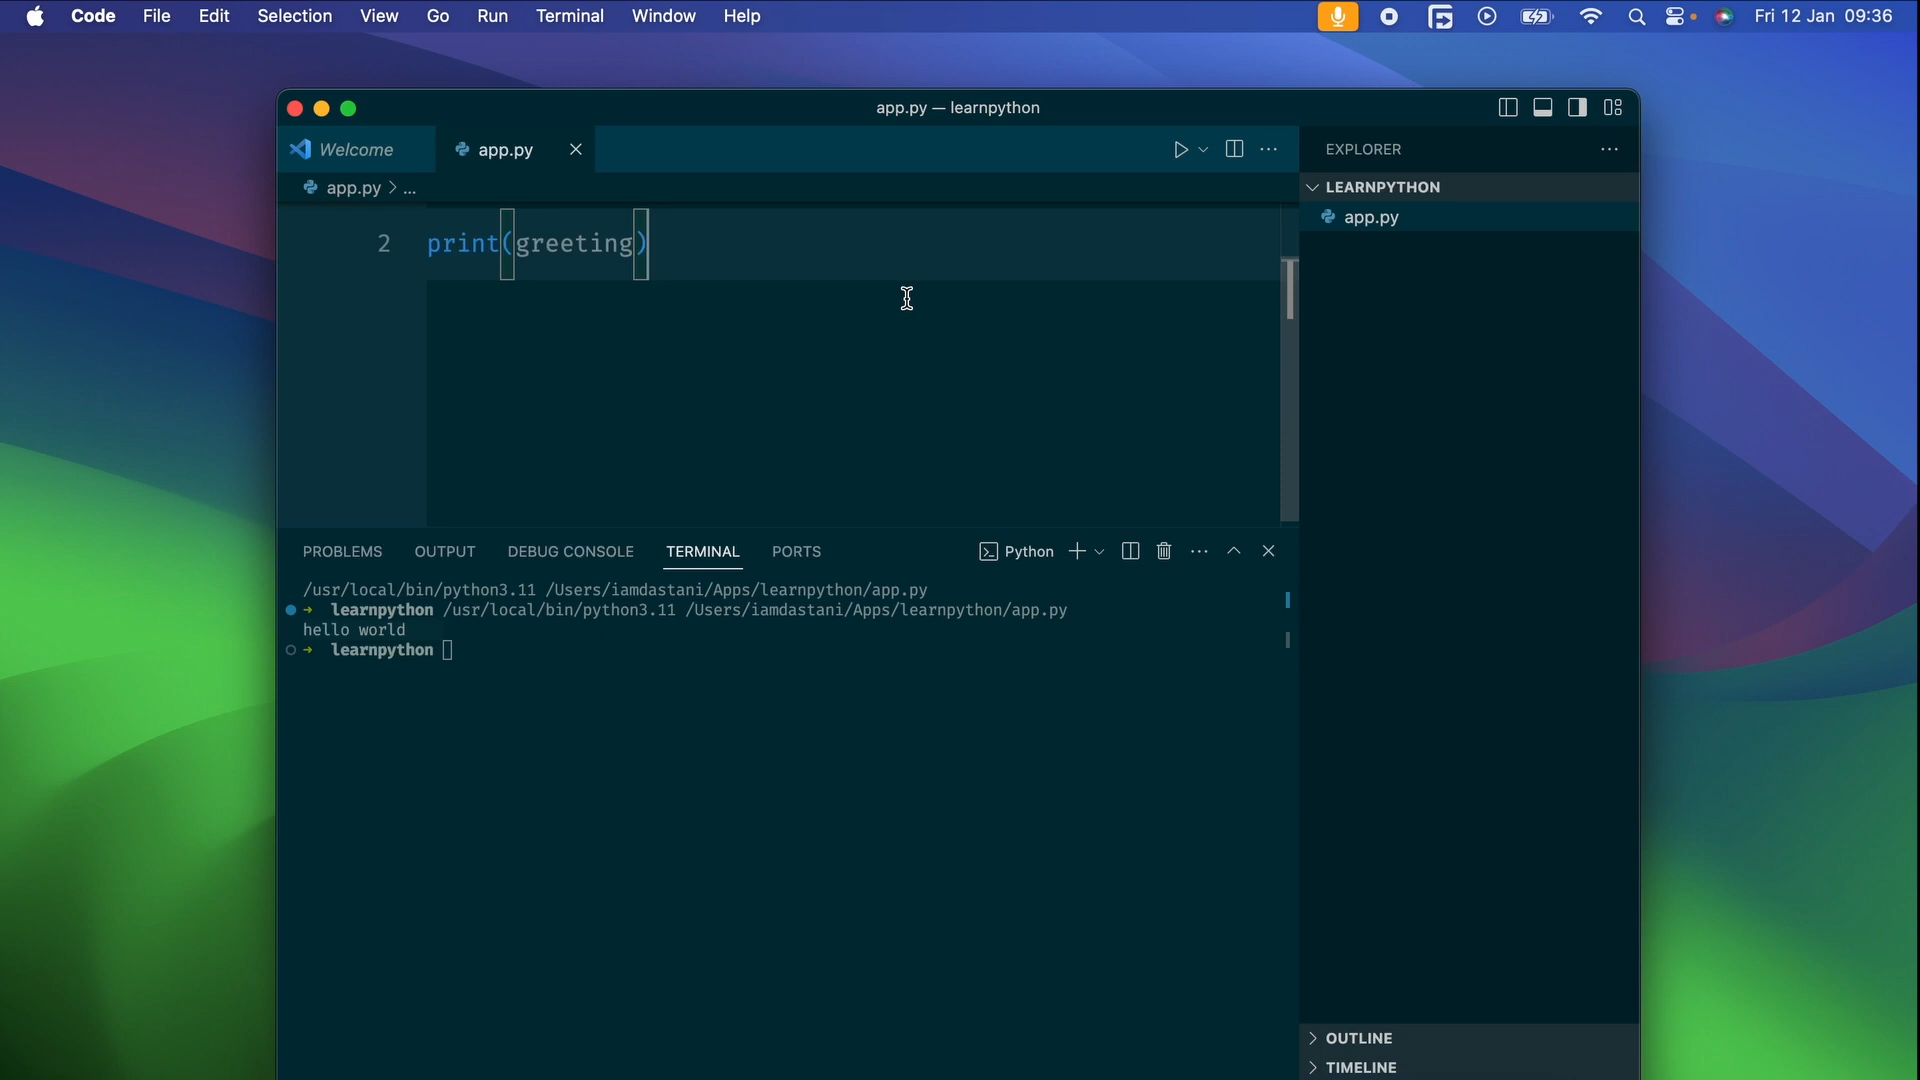 Code File Edit Selection View Go Run Terminal Window Help Fri 12 Jan 09:36
app.py — learnpython
Welcome app.py EXPLORER
app.py > ... LEARNPYTHON
app.py
2 print(greeting)
PROBLEMS OUTPUT DEBUG CONSOLE TERMINAL PORTS Python
/usr/local/bin/python3.11 /Users/iamdastani/Apps/learnpython/app.py
→ learnpython /usr/local/bin/python3.11 /Users/iamdastani/Apps/learnpython/app.py
hello world
→ learnpython
OUTLINE
TIMELINE